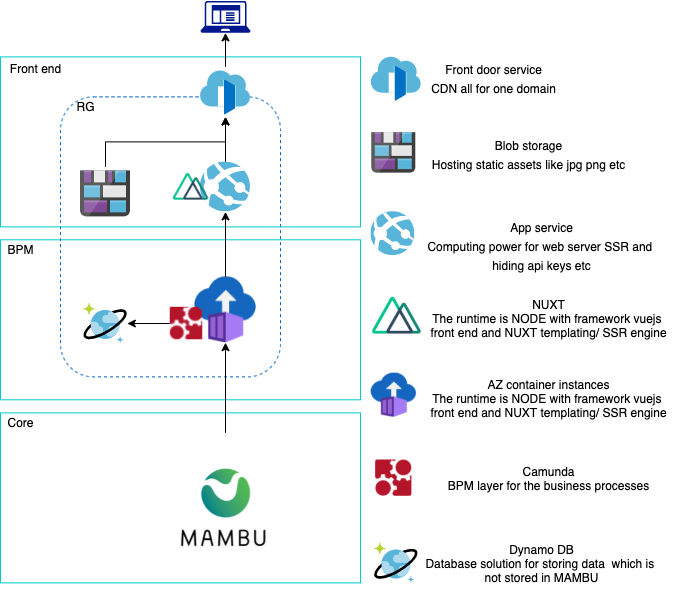 Front end
RG
BPM
Core
MAMBU
Front door service
CDN all for one domain
Blob storage
Hosting static assets like jpg png etc
App service
Computing power for web server SSR and
hiding api keys etc
NUXT
The runtime is NODE with framework vuejs
front end and NUXT templating/ SSR engine
AZ container instances
The runtime is NODE with framework vuejs
front end and NUXT templating/ SSR engine
Camunda
BPM layer for the business processes
Dynamo DB
Database solution for storing data which is
not stored in MAMBU